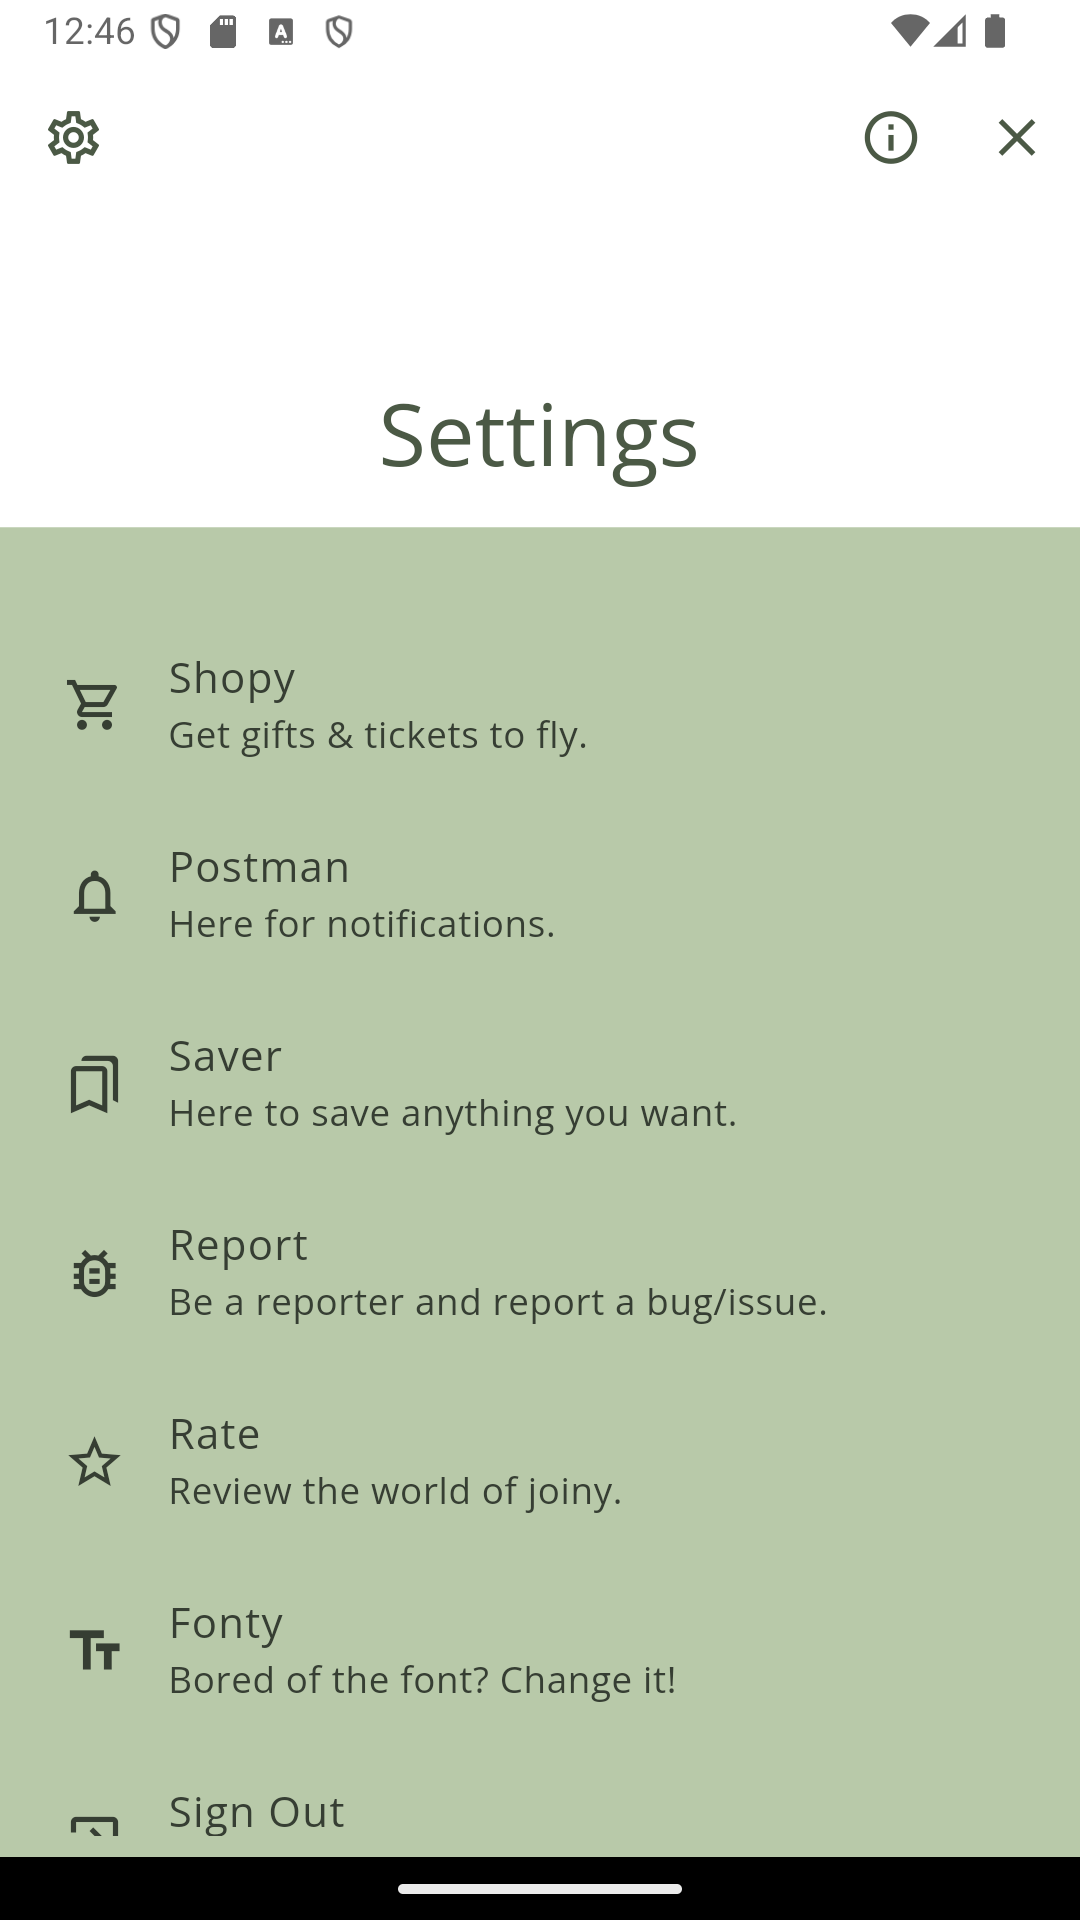 12:46
Settings
Shopy
Get gifts & tickets to fly.
Postman
Here for notifications.
Saver
Here to save anything you want.
Report
Be a reporter and report a bug/issue.
Rate
Review the world of joiny.
Fonty
Bored of the font? Change it!
Sign Out